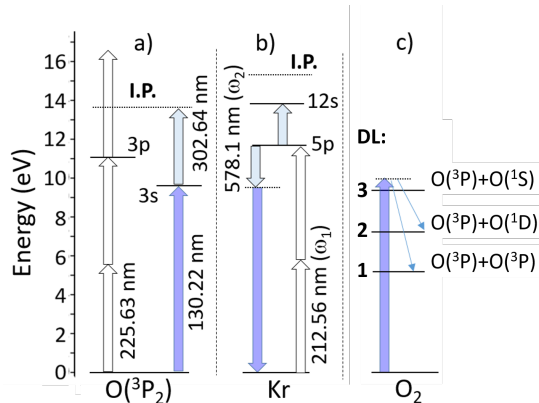 a)
b)
c)
Energy (eV)
16
14
12
10
8
6
4
2
0
I.P.
3p
3s
225.63 nm
130.22 nm
302.64 nm
O(³P₂)
I.P.
12s
5p
578.1 nm (ω₂)
212.56 nm (ω₁)
Kr
DL:
3
2
1
O(³P)+O(¹S)
O(³P)+O(¹D)
O(³P)+O(³P)
O₂